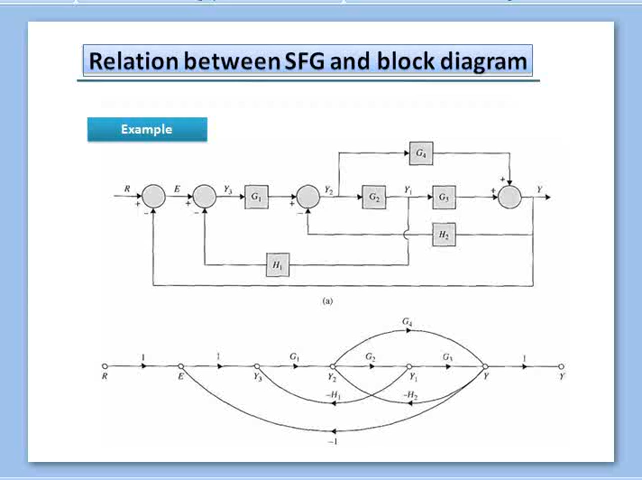 Relation between SFG and block diagram
Example
G₄
R + − E + − Y₃ G₁ + − Y₂ G₂ Y₁ G₃ + + Y
H₂
H₁
(a)
G₄
1 1 G₁ G₂ G₃ 1
R E Y₃ Y₂ Y₁ Y Y
−H₁ −H₂
−1